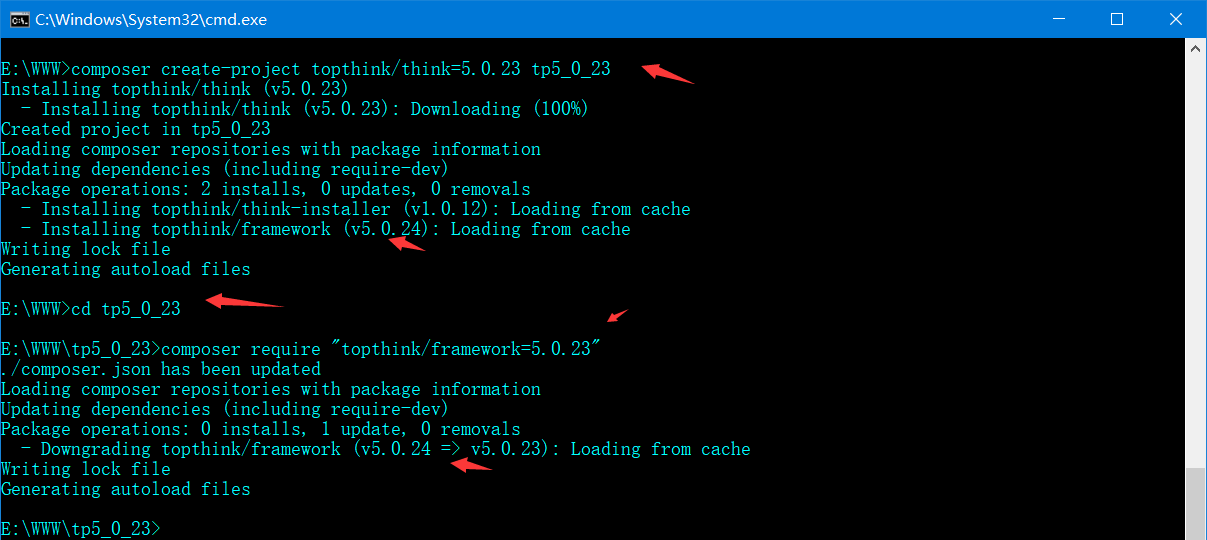 C:\Windows\System32\cmd.exe
E:\WWW>composer create-project topthink/think=5.0.23 tp5_0_23
Installing topthink/think (v5.0.23)
  - Installing topthink/think (v5.0.23): Downloading (100%)
Created project in tp5_0_23
Loading composer repositories with package information
Updating dependencies (including require-dev)
Package operations: 2 installs, 0 updates, 0 removals
  - Installing topthink/think-installer (v1.0.12): Loading from cache
  - Installing topthink/framework (v5.0.24): Loading from cache
Writing lock file
Generating autoload files
E:\WWW>cd tp5_0_23
E:\WWW\tp5_0_23>composer require "topthink/framework=5.0.23"
./composer.json has been updated
Loading composer repositories with package information
Updating dependencies (including require-dev)
Package operations: 0 installs, 1 update, 0 removals
  - Downgrading topthink/framework (v5.0.24 => v5.0.23): Loading from cache
Writing lock file
Generating autoload files
E:\WWW\tp5_0_23>